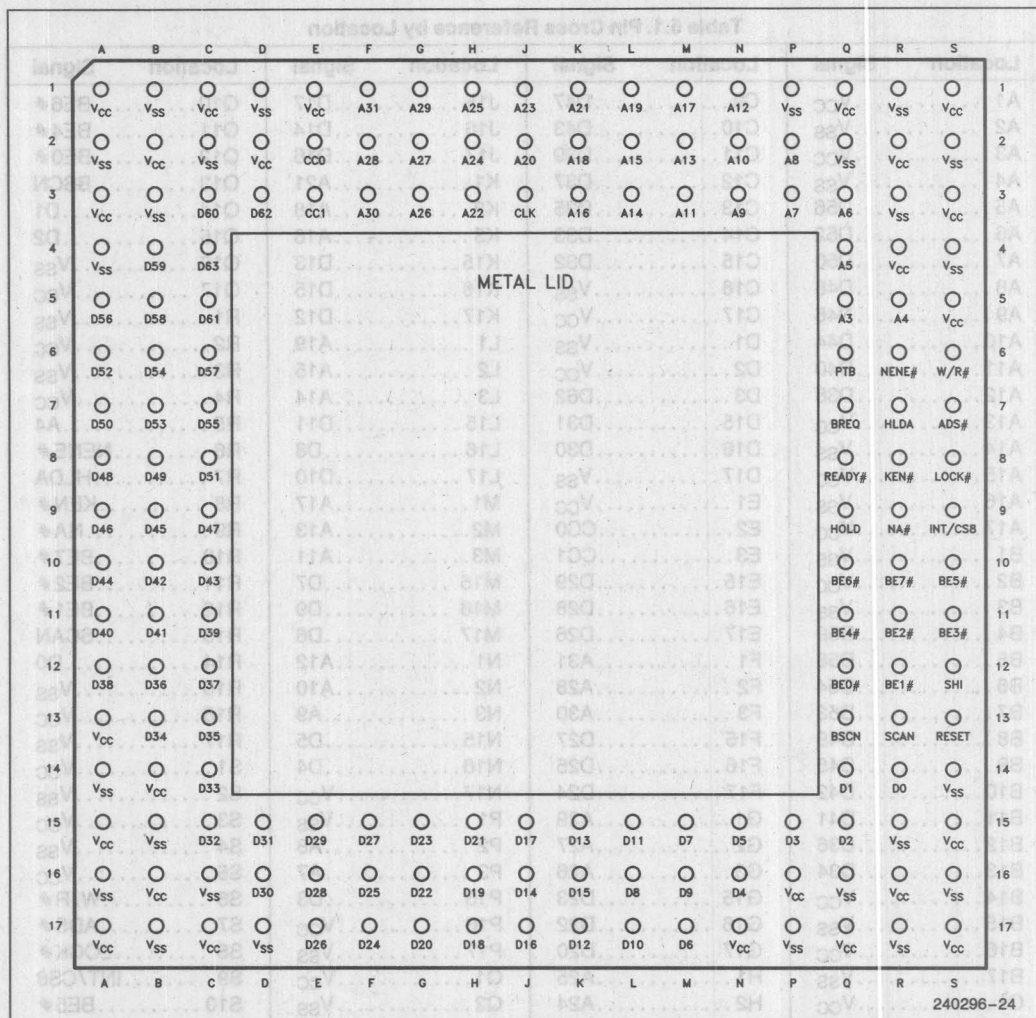 A B C D E F G H J K L M N P Q R S
1 VCC VSS VCC VSS VCC A31 A29 A25 A23 A21 A19 A17 A12 VSS VCC VSS VCC 1
2 VSS VCC VSS VCC CC0 A28 A27 A24 A20 A18 A15 A13 A10 A8 VSS VCC VSS 2
3 VCC VSS D60 D62 CC1 A30 A26 A22 CLK A16 A14 A11 A9 A7 A6 VSS VCC 3
4 VSS D59 D63 A5 VCC VSS 4
METAL LID
5 D56 D58 D61 A3 A4 VCC 5
6 D52 D54 D57 PTB NENE# W/R# 6
7 D50 D53 D55 BREQ HLDA ADS# 7
8 D48 D49 D51 READY# KEN# LOCK# 8
9 D46 D45 D47 HOLD NA# INT/CS8 9
10 D44 D42 D43 BE6# BE7# BE5# 10
11 D40 D41 D39 BE4# BE2# BE3# 11
12 D38 D36 D37 BE0# BE1# SHI 12
13 VCC D34 D35 BSCN SCAN RESET 13
14 VSS VCC D33 D1 D0 VSS 14
15 VCC VSS D32 D31 D29 D27 D23 D21 D17 D13 D11 D7 D5 D3 D2 VSS VCC 15
16 VSS VCC VSS D30 D28 D25 D22 D19 D14 D15 D8 D9 D4 VCC VSS VCC VSS 16
17 VCC VSS VCC VSS D26 D24 D20 D18 D16 D12 D10 D6 VCC VSS VCC VSS VCC 17
A B C D E F G H J K L M N P Q R S
240296-24